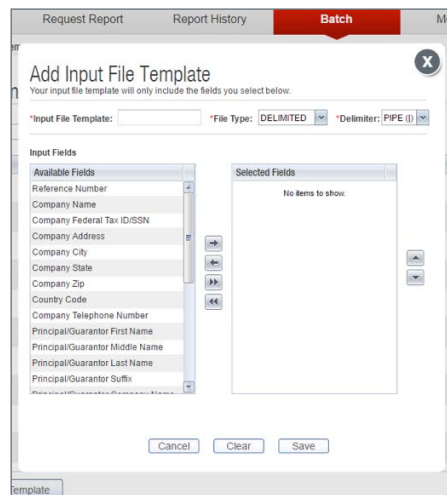 Request Report Report History Batch M
Add Input File Template
Your input file template will only include the fields you select below.
*Input File Template: *File Type: DELIMITED *Delimiter: PIPE (|)
Input Fields
Available Fields Selected Fields
Reference Number No items to show.
Company Name
Company Federal Tax ID/SSN
Company Address
Company City
Company State
Company Zip
Country Code
Company Telephone Number
Principal/Guarantor First Name
Principal/Guarantor Middle Name
Principal/Guarantor Last Name
Principal/Guarantor Suffix
Principal/Guarantor Company Name
Cancel Clear Save
Template